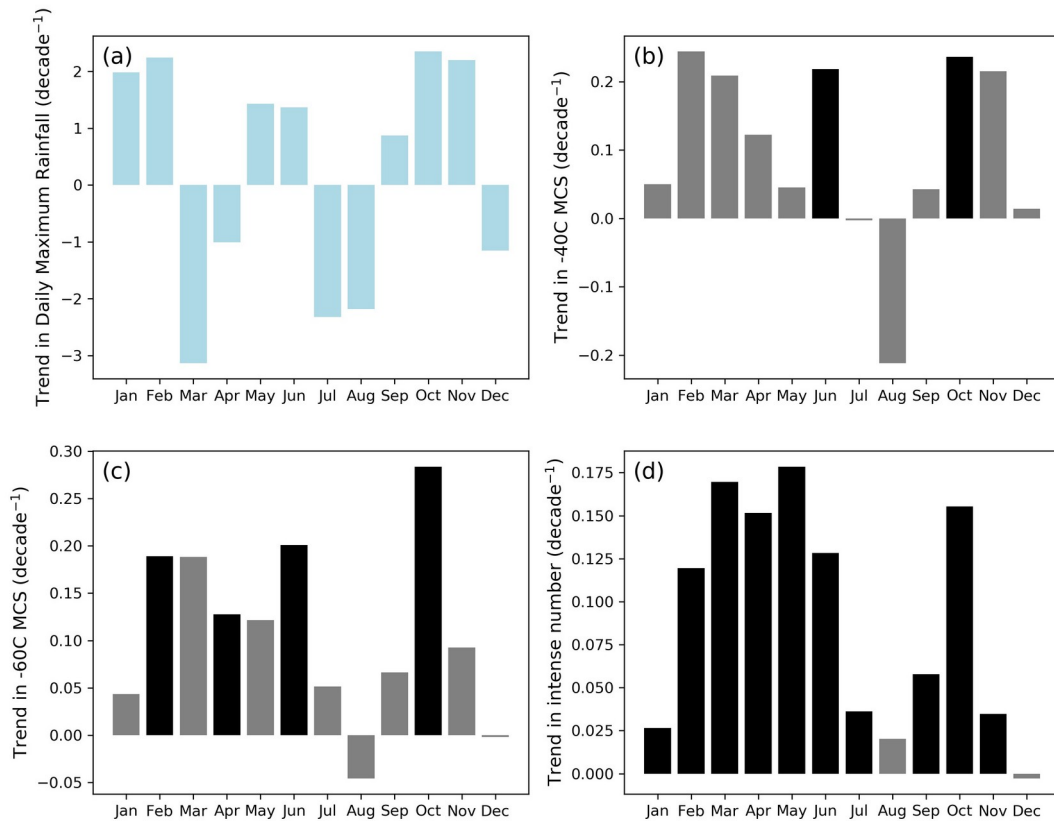 (a)
Trend in Daily Maximum Rainfall (decade⁻¹)
2
1
0
−1
−2
−3
Jan Feb Mar Apr May Jun Jul Aug Sep Oct Nov Dec
(b)
Trend in -40C MCS (decade⁻¹)
0.2
0.1
0.0
−0.1
−0.2
Jan Feb Mar Apr May Jun Jul Aug Sep Oct Nov Dec
(c)
Trend in -60C MCS (decade⁻¹)
0.30
0.25
0.20
0.15
0.10
0.05
0.00
−0.05
Jan Feb Mar Apr May Jun Jul Aug Sep Oct Nov Dec
(d)
Trend in intense number (decade⁻¹)
0.175
0.150
0.125
0.100
0.075
0.050
0.025
0.000
Jan Feb Mar Apr May Jun Jul Aug Sep Oct Nov Dec